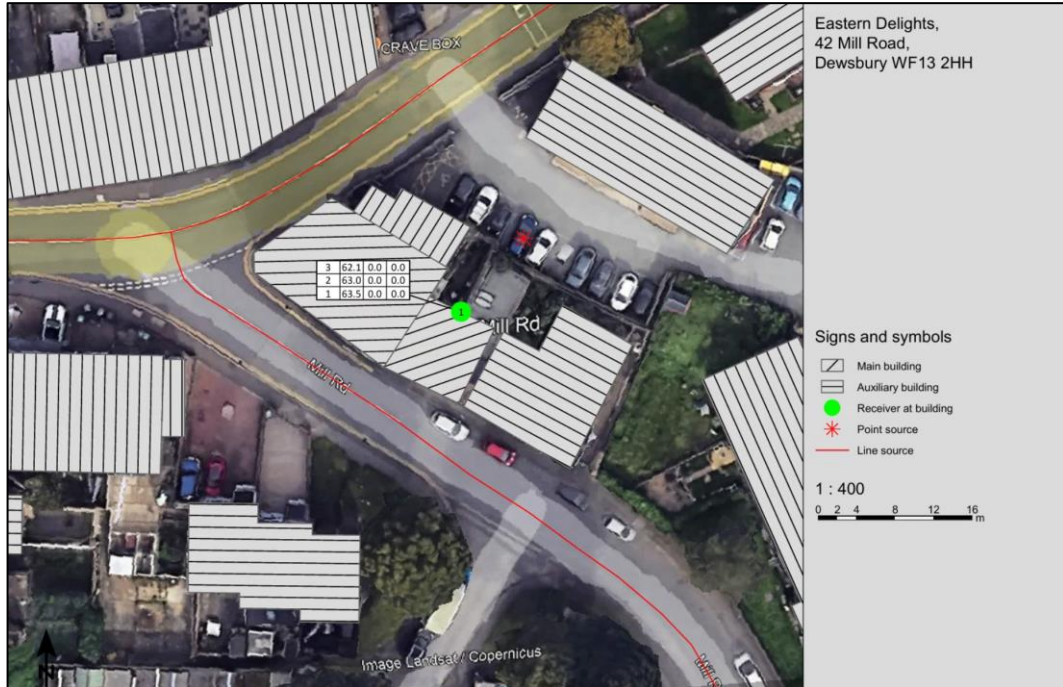 CRAVE BOX
3 62.1 0.0 0.0
2 63.0 0.0 0.0
1 63.5 0.0 0.0
1
Mill Rd
Mill Rd
Mill R
Image Landsat / Copernicus
N
Eastern Delights,
42 Mill Road,
Dewsbury WF13 2HH
Signs and symbols
Main building
Auxiliary building
Receiver at building
Point source
Line source
1 : 400
0 2 4 8 12 16
m